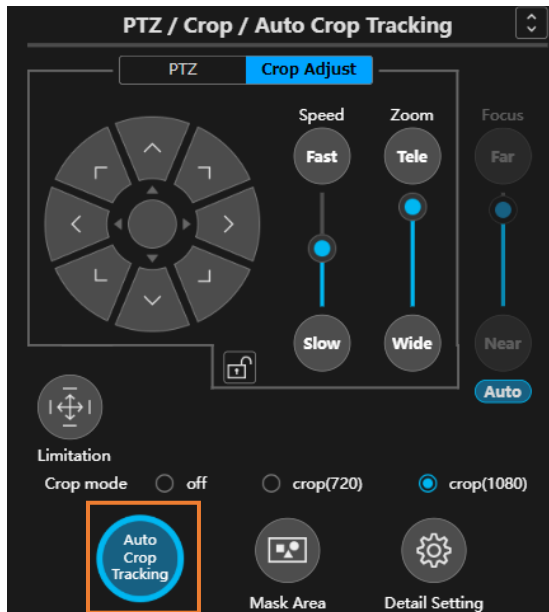 PTZ / Crop / Auto Crop Tracking
PTZ
Crop Adjust
Speed
Zoom
Focus
Fast
Tele
Far
Slow
Wide
Near
Auto
Limitation
Crop mode
off
crop(720)
crop(1080)
Auto
Crop
Tracking
Mask Area
Detail Setting